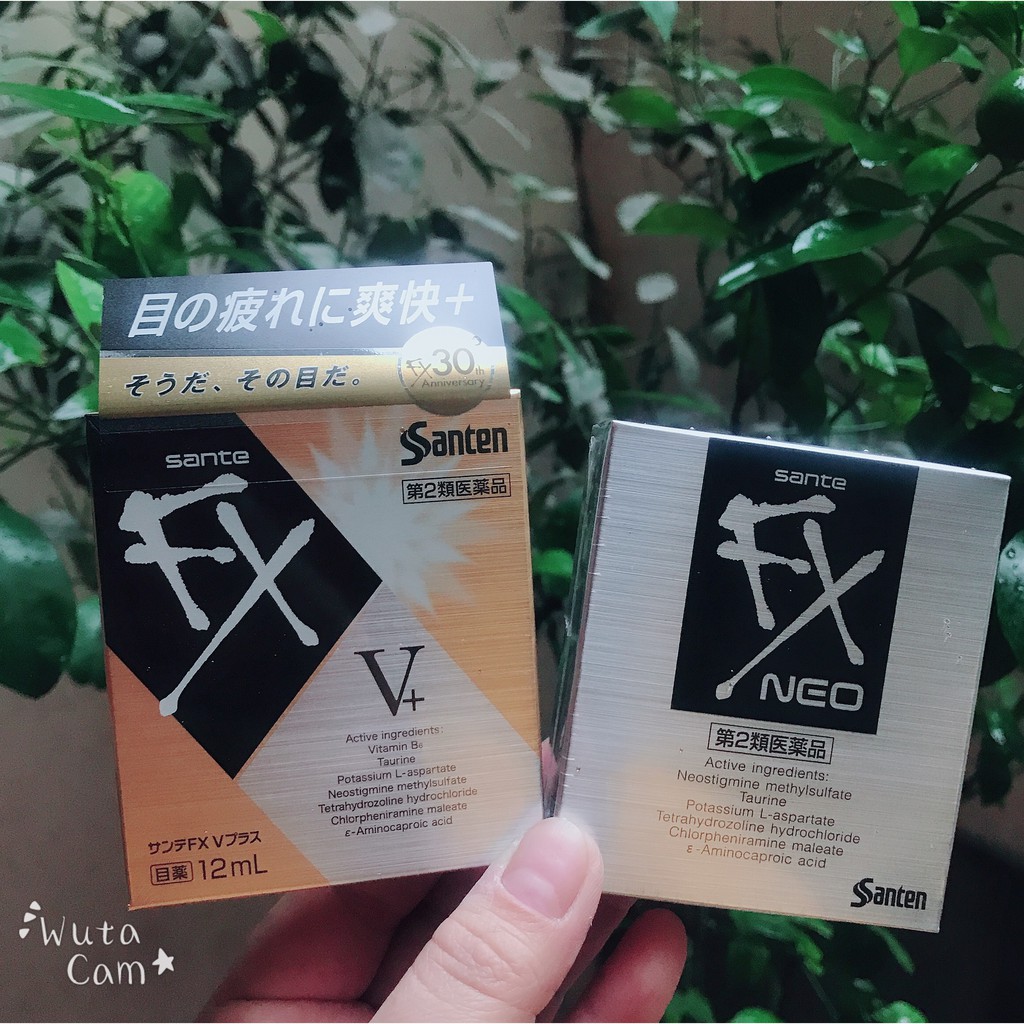 目の疲れに爽快+
そうだ、その目だ。
FX 30th
Anniversary
Santen
第2類医薬品
sante
FX
V+
Active ingredients:
Vitamin B6
Taurine
Potassium L-aspartate
Neostigmine methylsulfate
Tetrahydrozoline hydrochloride
Chlorpheniramine maleate
ε-Aminocaproic acid
サンテFX Vプラス
目薬 12mL
sante
FX
NEO
第2類医薬品
Active ingredients:
Neostigmine methylsulfate
Taurine
Potassium L-aspartate
Tetrahydrozoline hydrochloride
Chlorpheniramine maleate
ε-Aminocaproic acid
Santen
Wuta
Cam